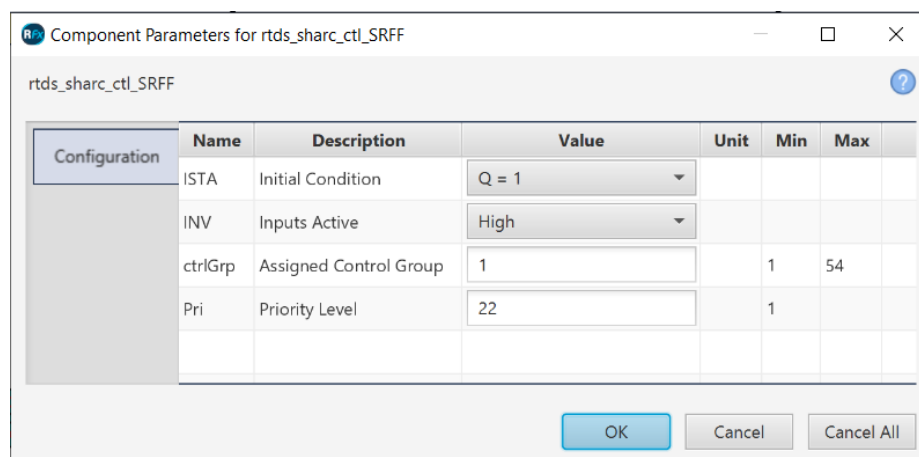 RFX Component Parameters for rtds_sharc_ctl_SRFF
rtds_sharc_ctl_SRFF ?
Configuration
Name Description Value Unit Min Max
ISTA Initial Condition Q = 1
INV Inputs Active High
ctrlGrp Assigned Control Group 1 1 54
Pri Priority Level 22 1
OK Cancel Cancel All